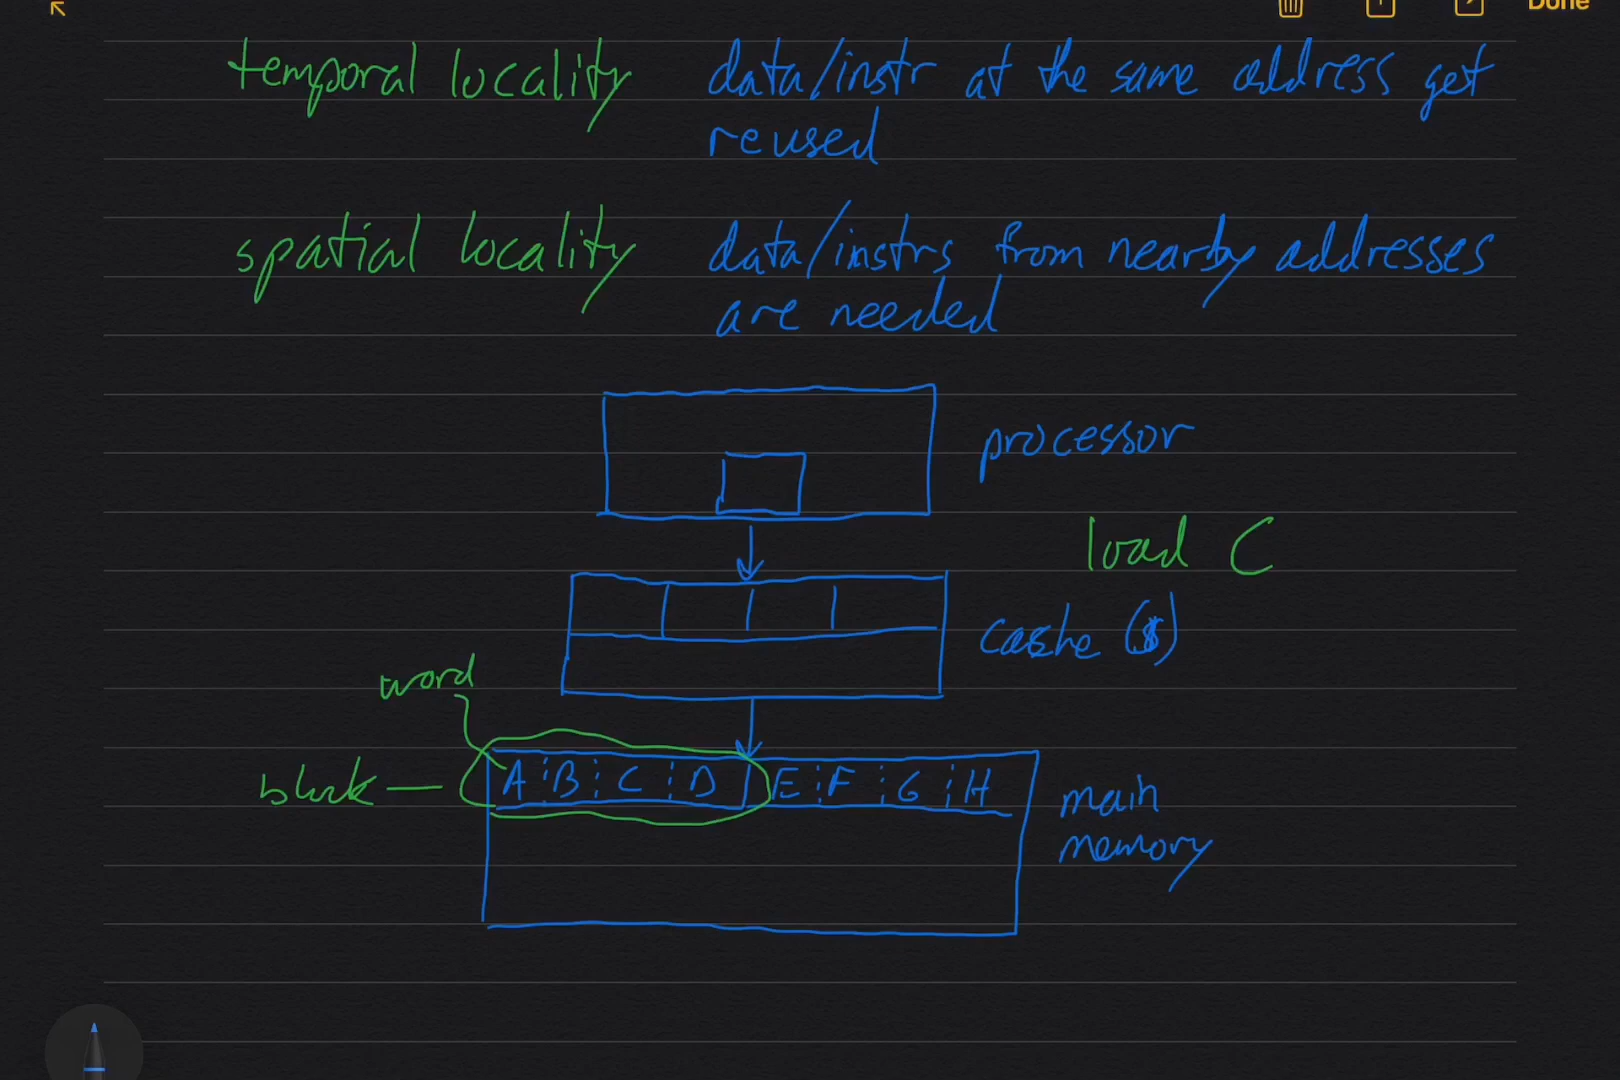 Done
temporal locality data/instr at the same address get
reused
spatial locality data/instrs from nearby addresses
are needed
processor
load C
cache ($)
word
block
A B C D E F G H
main
memory